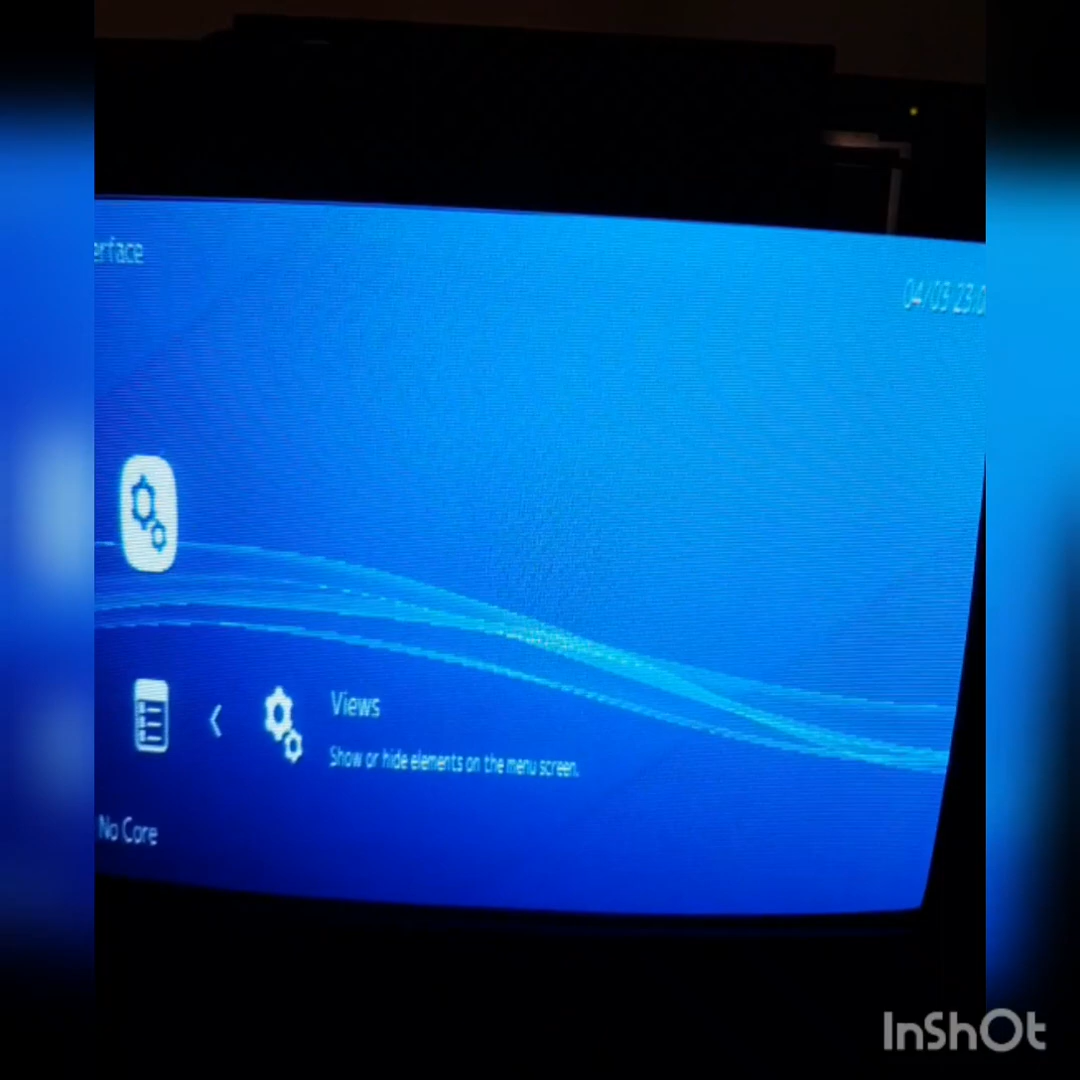 erface
04/03 23:0
Views
Show or hide elements on the menu screen.
No Core
InShOt